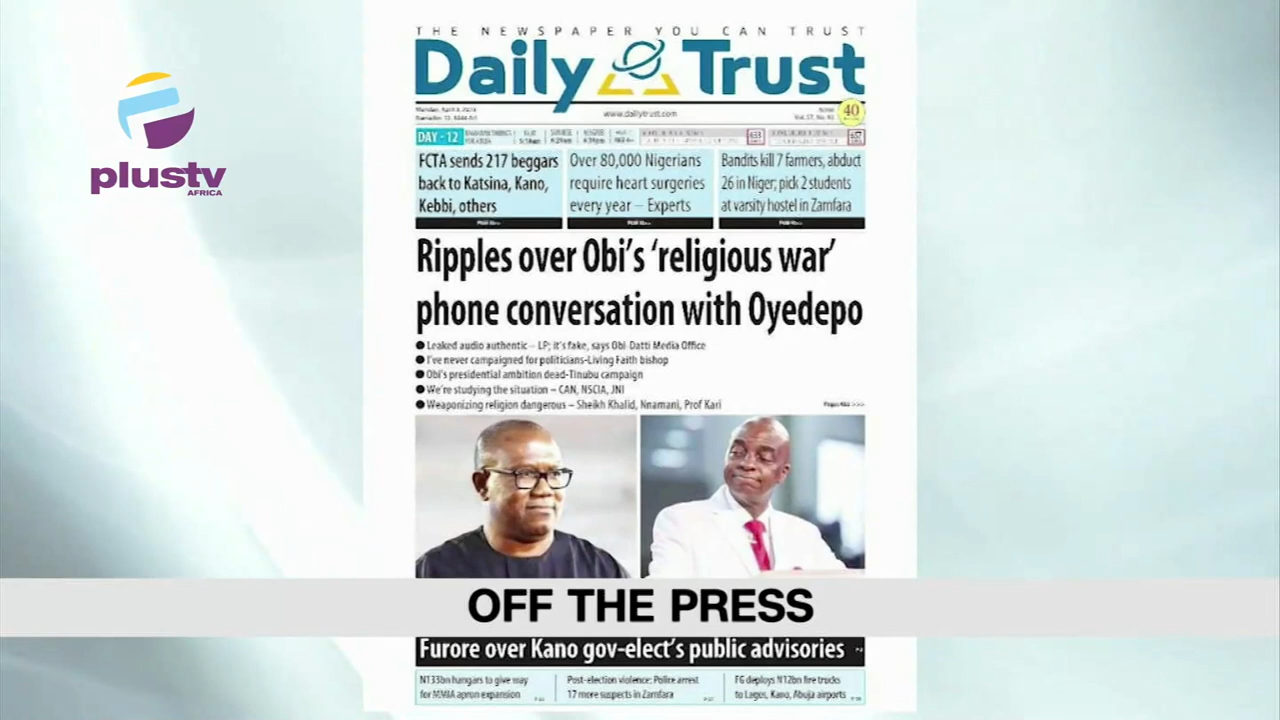 plustv
AFRICA
THE NEWSPAPER YOU CAN TRUST
Daily Trust
www.dailytrust.com
40
DAY - 12
FCTA sends 217 beggars
back to Katsina, Kano,
Kebbi, others
Over 80,000 Nigerians
require heart surgeries
every year – Experts
Bandits kill 7 farmers, abduct
26 in Niger; pick 2 students
at varsity hostel in Zamfara
Ripples over Obi's 'religious war'
phone conversation with Oyedepo
● Leaked audio authentic – LP; it's fake, says Obi-Datti Media Office
● I've never campaigned for politicians-Living Faith bishop
● Obi's presidential ambition dead-Tinubu campaign
● We're studying the situation – CAN, NSCIA, JNI
● Weaponizing religion dangerous – Sheikh Khalid, Nnamani, Prof Kari
OFF THE PRESS
Furore over Kano gov-elect's public advisories
N133bn hangars to give way
for MMIA apron expansion
Post-election violence: Police arrest
17 more suspects in Zamfara
FG deploys N12bn fire trucks
to Lagos, Kano, Abuja airports